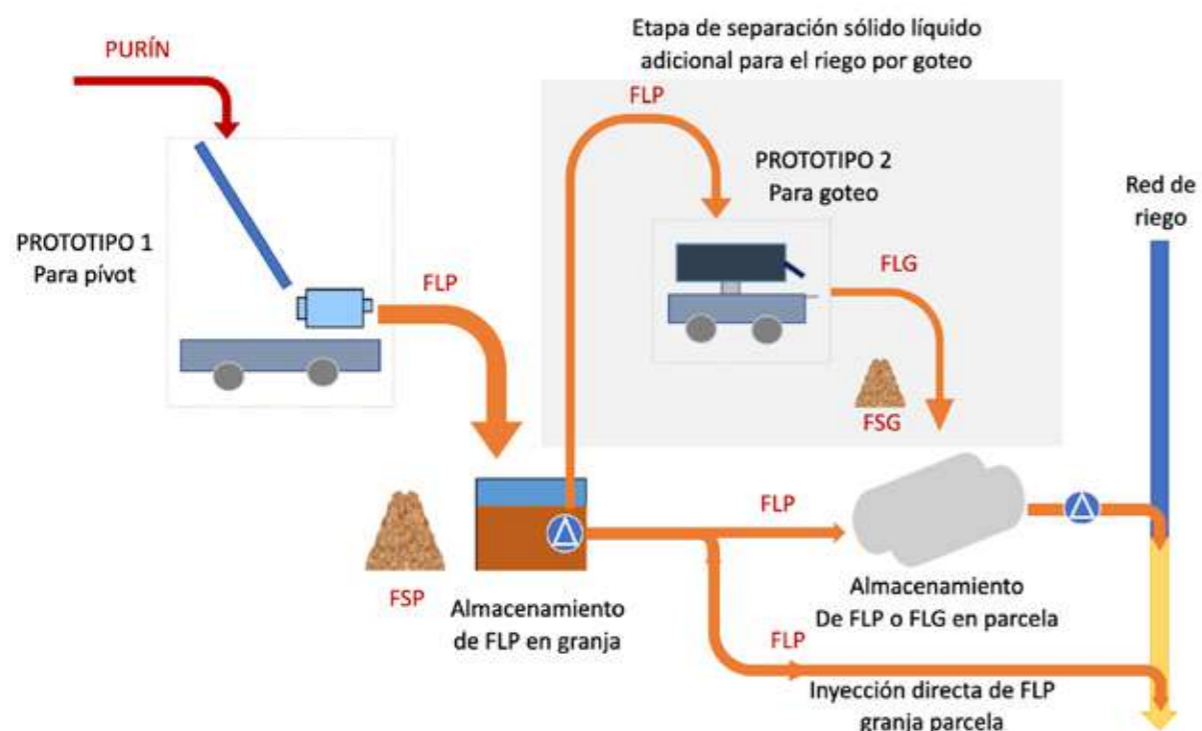 Etapa de separación sólido líquido
adicional para el riego por goteo
PURÍN
FLP
PROTOTIPO 2
Para goteo
Red de
riego
PROTOTIPO 1
Para pívot
FLP
FLG
FSG
FLP
FSP
Almacenamiento
de FLP en granja
Almacenamiento
De FLP o FLG en parcela
FLP
Inyección directa de FLP
granja parcela